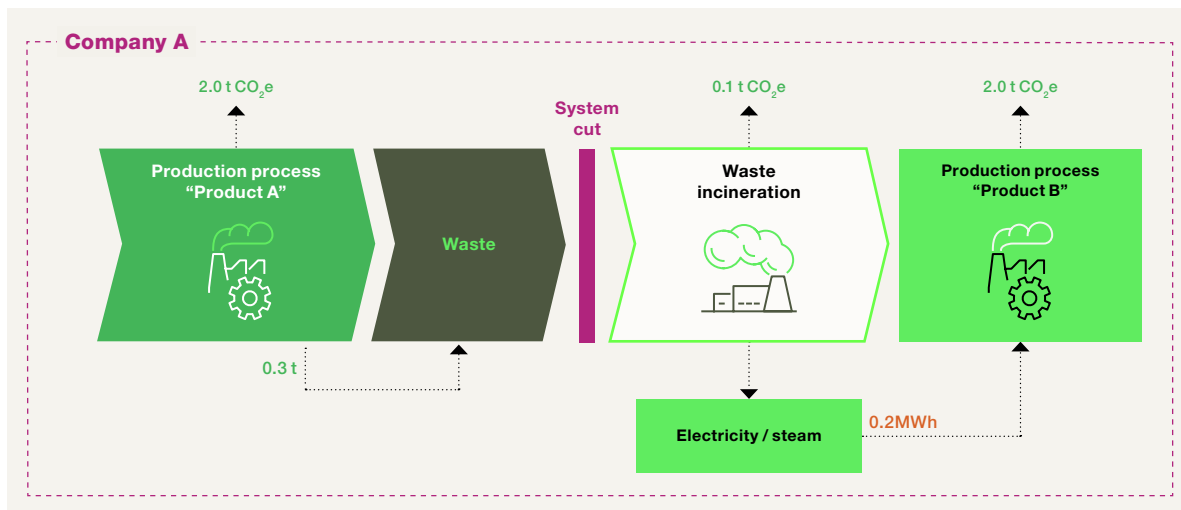 Company A
2.0 t CO₂e
0.1 t CO₂e
2.0 t CO₂e
System
cut
Production process
“Product A”
Waste
Waste
incineration
Production process
“Product B”
0.3 t
Electricity / steam
0.2MWh